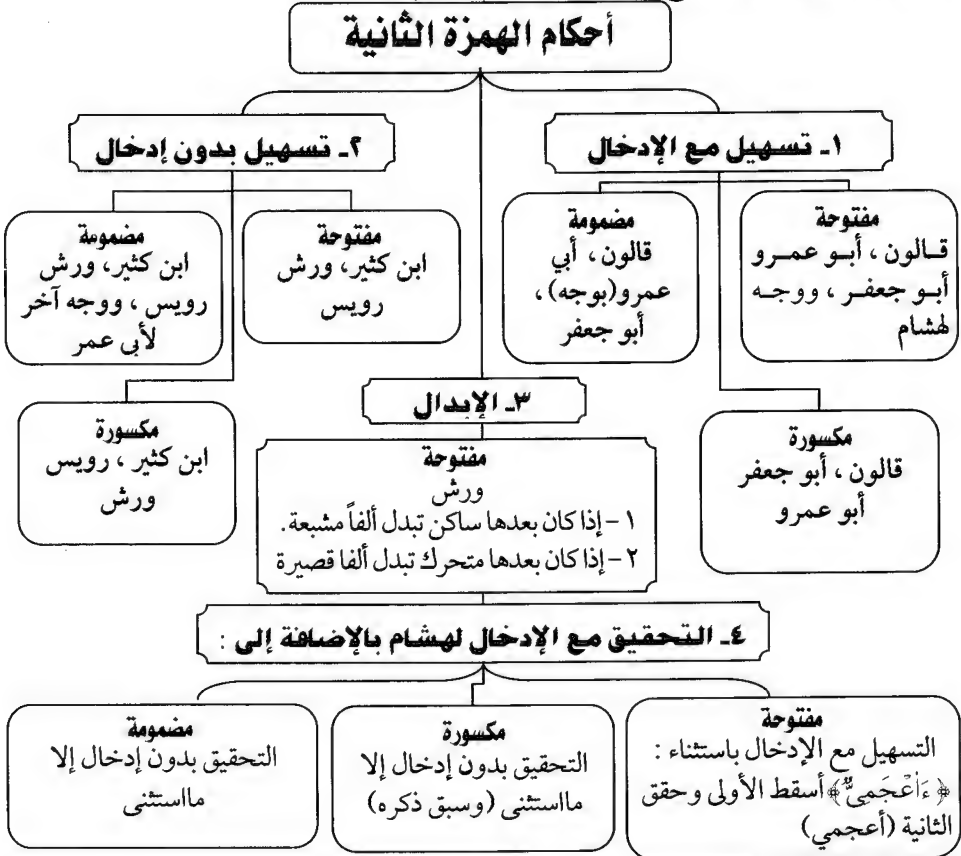 أحكام الهمزة الثانية
١ـ تسهيل مع الإدخال
مفتوحة
قالون ، أبو عمرو
أبو جعفر ، ووجه
لهشام
مضمومة
قالون ، أبي
عمرو(بوجه) ،
أبو جعفر
مكسورة
قالون ، أبو جعفر
أبو عمرو
٢ـ تسهيل بدون إدخال
مفتوحة
ابن كثير، ورش
رويس
مضمومة
ابن كثير، ورش
رويس ، ووجه آخر
لأبى عمر
مكسورة
ابن كثير ، رويس
ورش
٣ـ الإبدال
مفتوحة
ورش
١ – إذا كان بعدها ساكن تبدل ألفاً مشبعة.
٢ – إذا كان بعدها متحرك تبدل ألفا قصيرة
٤ـ التحقيق مع الإدخال لهشام بالإضافة إلى :
مفتوحة
التسهيل مع الإدخال باستثناء :
﴿ءَا۬عْجَمِىٌّ﴾ أسقط الأولى وحقق
الثانية (أعجمي)
مكسورة
التحقيق بدون إدخال إلا
مااستثنى (وسبق ذكره)
مضمومة
التحقيق بدون إدخال إلا
مااستثنى